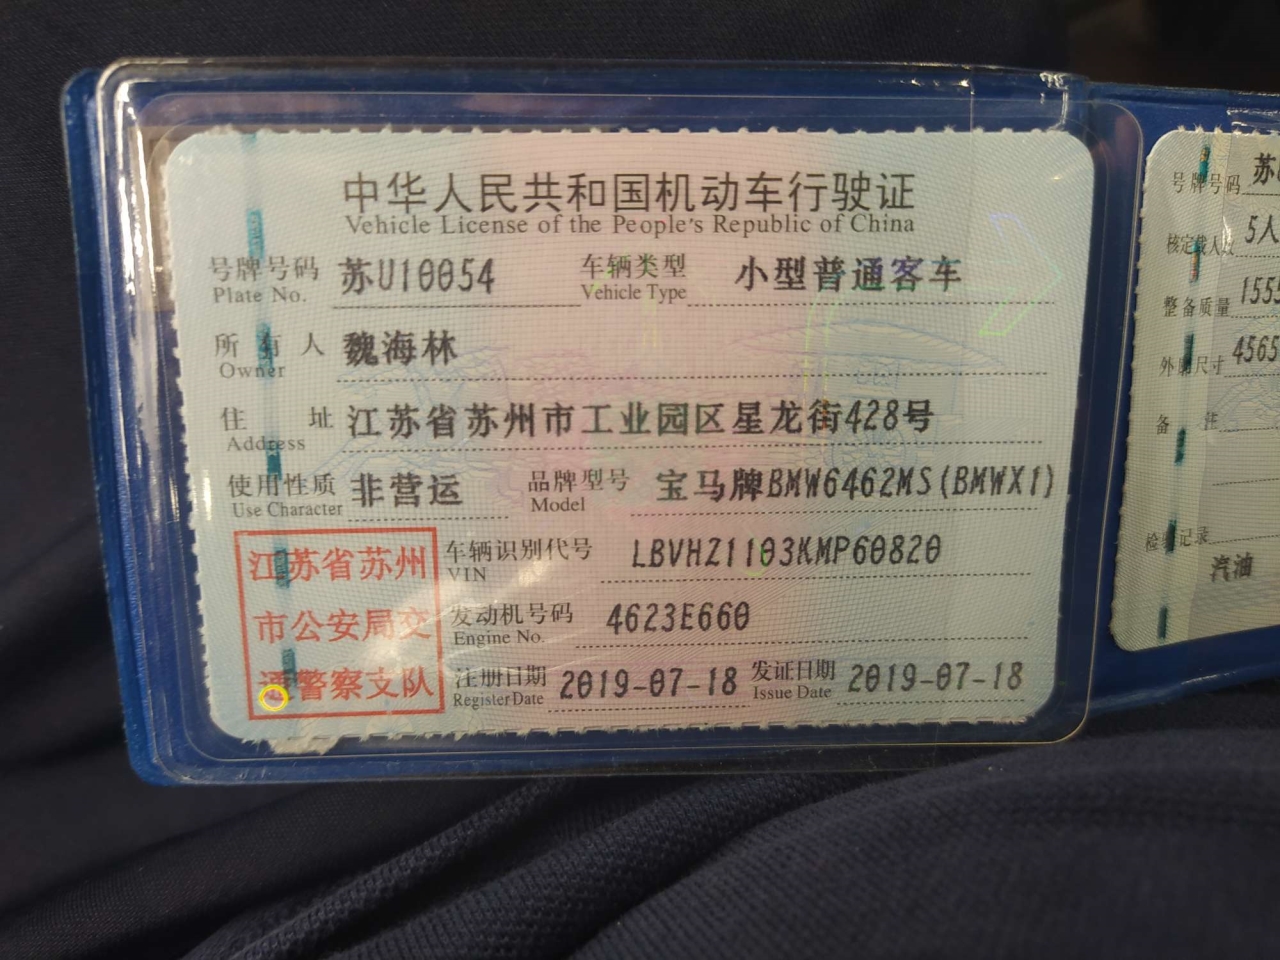 中华人民共和国机动车行驶证
Vehicle License of the People's Republic of China
号牌号码 苏U10054 车辆类型 小型普通客车
Plate No. Vehicle Type
所有人 魏海林
Owner
住址 江苏省苏州市工业园区星龙街428号
Address
使用性质 非营运 品牌型号 宝马牌BMW6462MS(BMWX1)
Use Character Model
江苏省苏州
市公安局交
通警察支队
车辆识别代号 LBVHZ1103KMP60820
VIN
发动机号码 4623E660
Engine No.
注册日期 2019-07-18 发证日期 2019-07-18
Register Date Issue Date
号牌号码 苏
核定载人数 5人
整备质量 155
外廓尺寸 4565
备注
检验记录
汽油